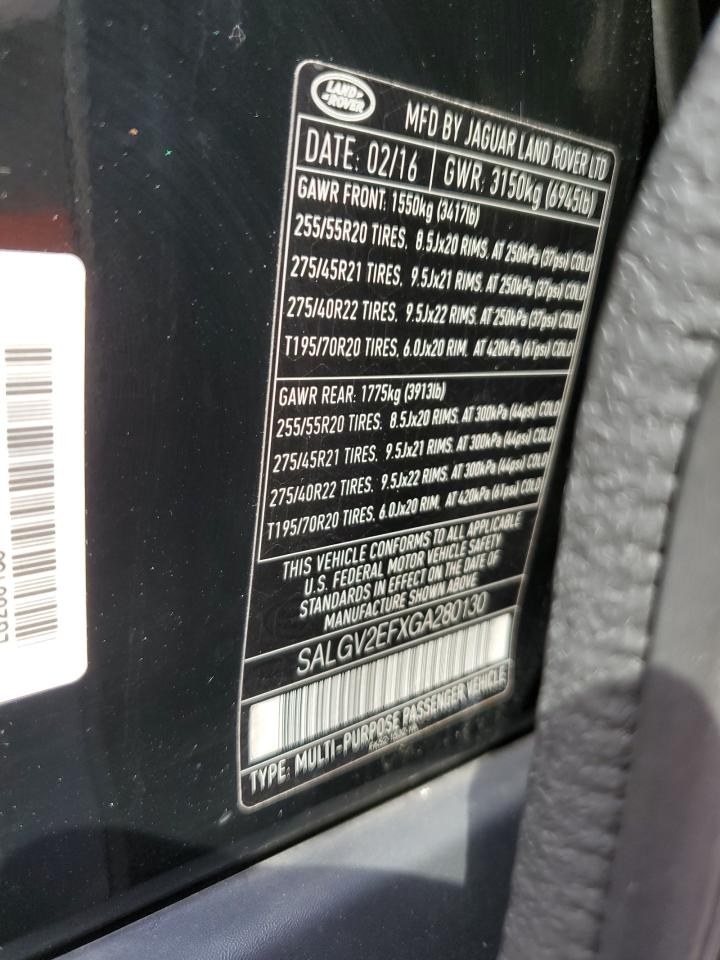 LAND
ROVER
MFD BY JAGUAR LAND ROVER LTD
DATE: 02/16 GWR: 3150kg (6945lb)
GAWR FRONT: 1550kg (3417lb)
255/55R20 TIRES, 8.5Jx20 RIMS, AT 250kPa (37psi) COLD
275/45R21 TIRES, 9.5Jx21 RIMS, AT 250kPa (37psi) COLD
275/40R22 TIRES, 9.5Jx22 RIMS, AT 250kPa (37psi) COLD
T195/70R20 TIRES, 6.0Jx20 RIM, AT 420kPa (61psi) COLD
GAWR REAR: 1775kg (3913lb)
255/55R20 TIRES, 8.5Jx20 RIMS, AT 300kPa (44psi) COLD
275/45R21 TIRES, 9.5Jx21 RIMS, AT 300kPa (44psi) COLD
275/40R22 TIRES, 9.5Jx22 RIMS, AT 300kPa (44psi) COLD
T195/70R20 TIRES, 6.0Jx20 RIM, AT 420kPa (61psi) COLD
THIS VEHICLE CONFORMS TO ALL APPLICABLE
U.S. FEDERAL MOTOR VEHICLE SAFETY
STANDARDS IN EFFECT ON THE DATE OF
MANUFACTURE SHOWN ABOVE
SALGV2EFXGA280130
TYPE: MULTI-PURPOSE PASSENGER VEHICLE